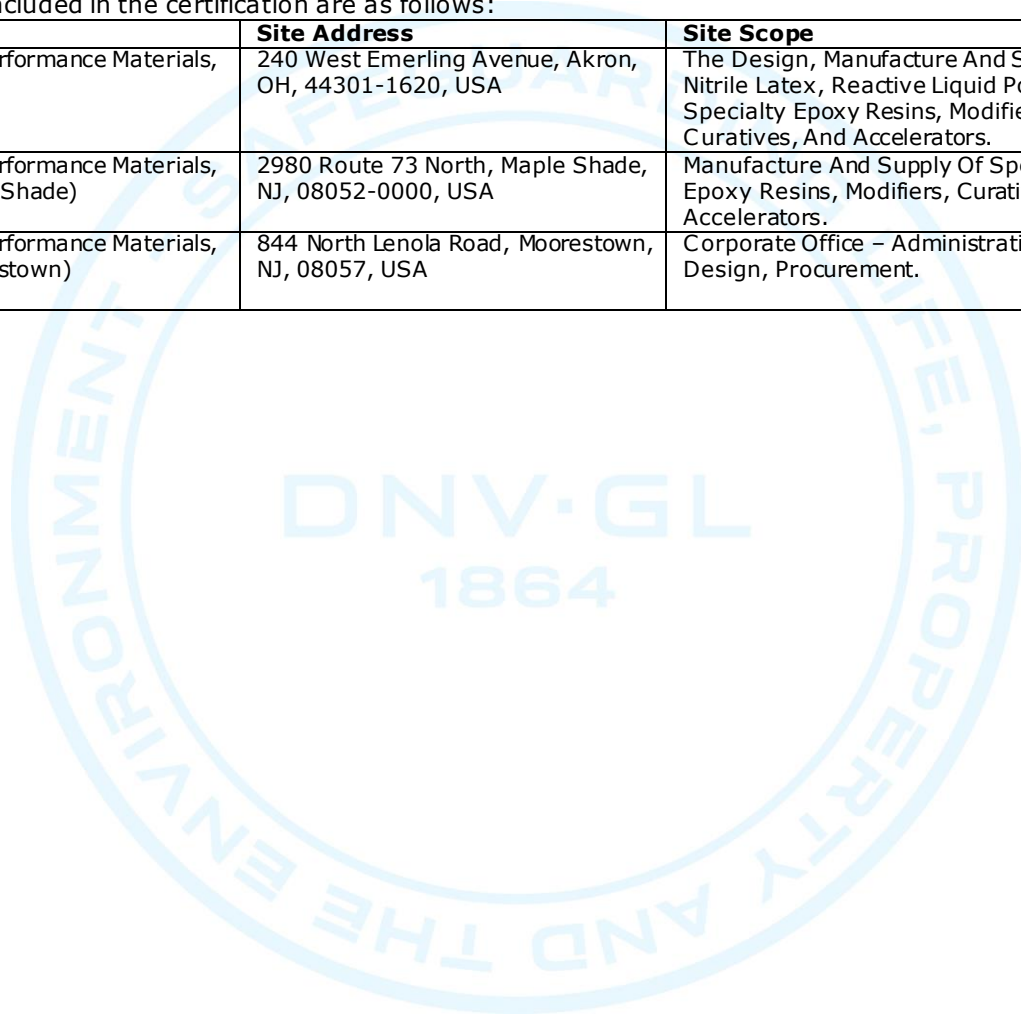 ncluded in the certification are as follows:
Site Address Site Scope
rformance Materials, 240 West Emerling Avenue, Akron, The Design, Manufacture And S
OH, 44301-1620, USA Nitrile Latex, Reactive Liquid Po
Specialty Epoxy Resins, Modifie
Curatives, And Accelerators.
rformance Materials, 2980 Route 73 North, Maple Shade, Manufacture And Supply Of Spe
Shade) NJ, 08052-0000, USA Epoxy Resins, Modifiers, Curati
Accelerators.
rformance Materials, 844 North Lenola Road, Moorestown, Corporate Office – Administrati
stown) NJ, 08057, USA Design, Procurement.
SAFEGUARDING LIFE, PROPERTY AND THE ENVIRONMENT
DNV·GL
1864